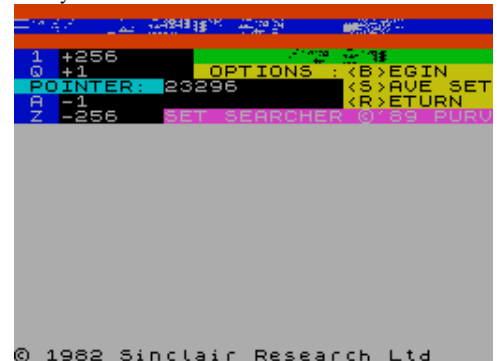 1 +256
Q +1 OPTIONS :<B>EGIN
POINTER: 23296 <S>AVE SET
A -1 <R>ETURN
Z -256 SET SEARCHER ©'89 PURV
© 1982 Sinclair Research Ltd